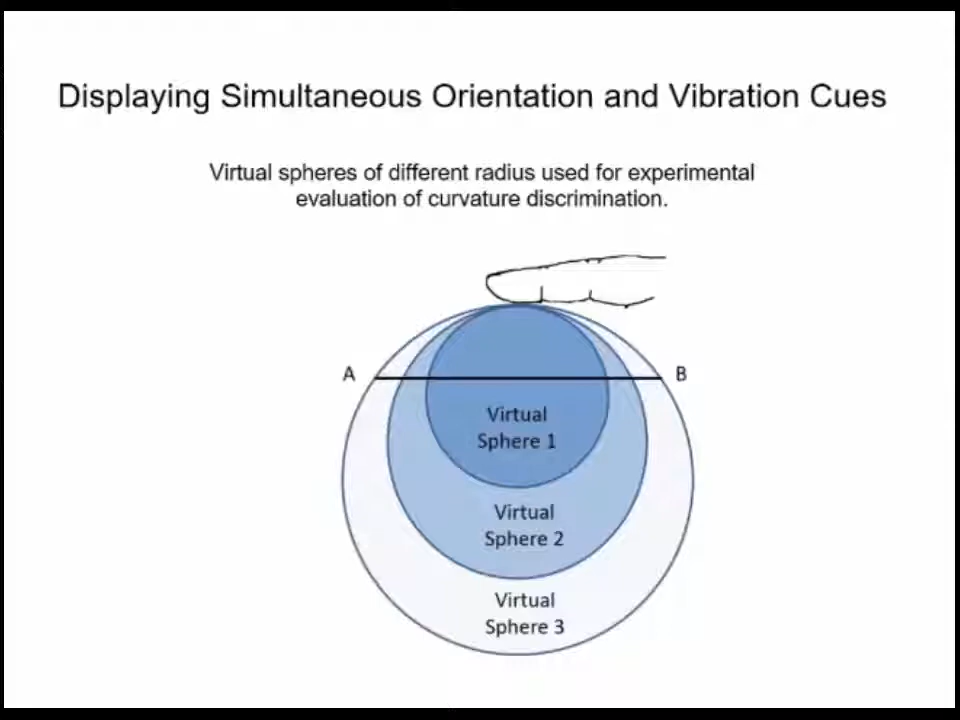 Displaying Simultaneous Orientation and Vibration Cues
Virtual spheres of different radius used for experimental
evaluation of curvature discrimination.
A
B
Virtual
Sphere 1
Virtual
Sphere 2
Virtual
Sphere 3